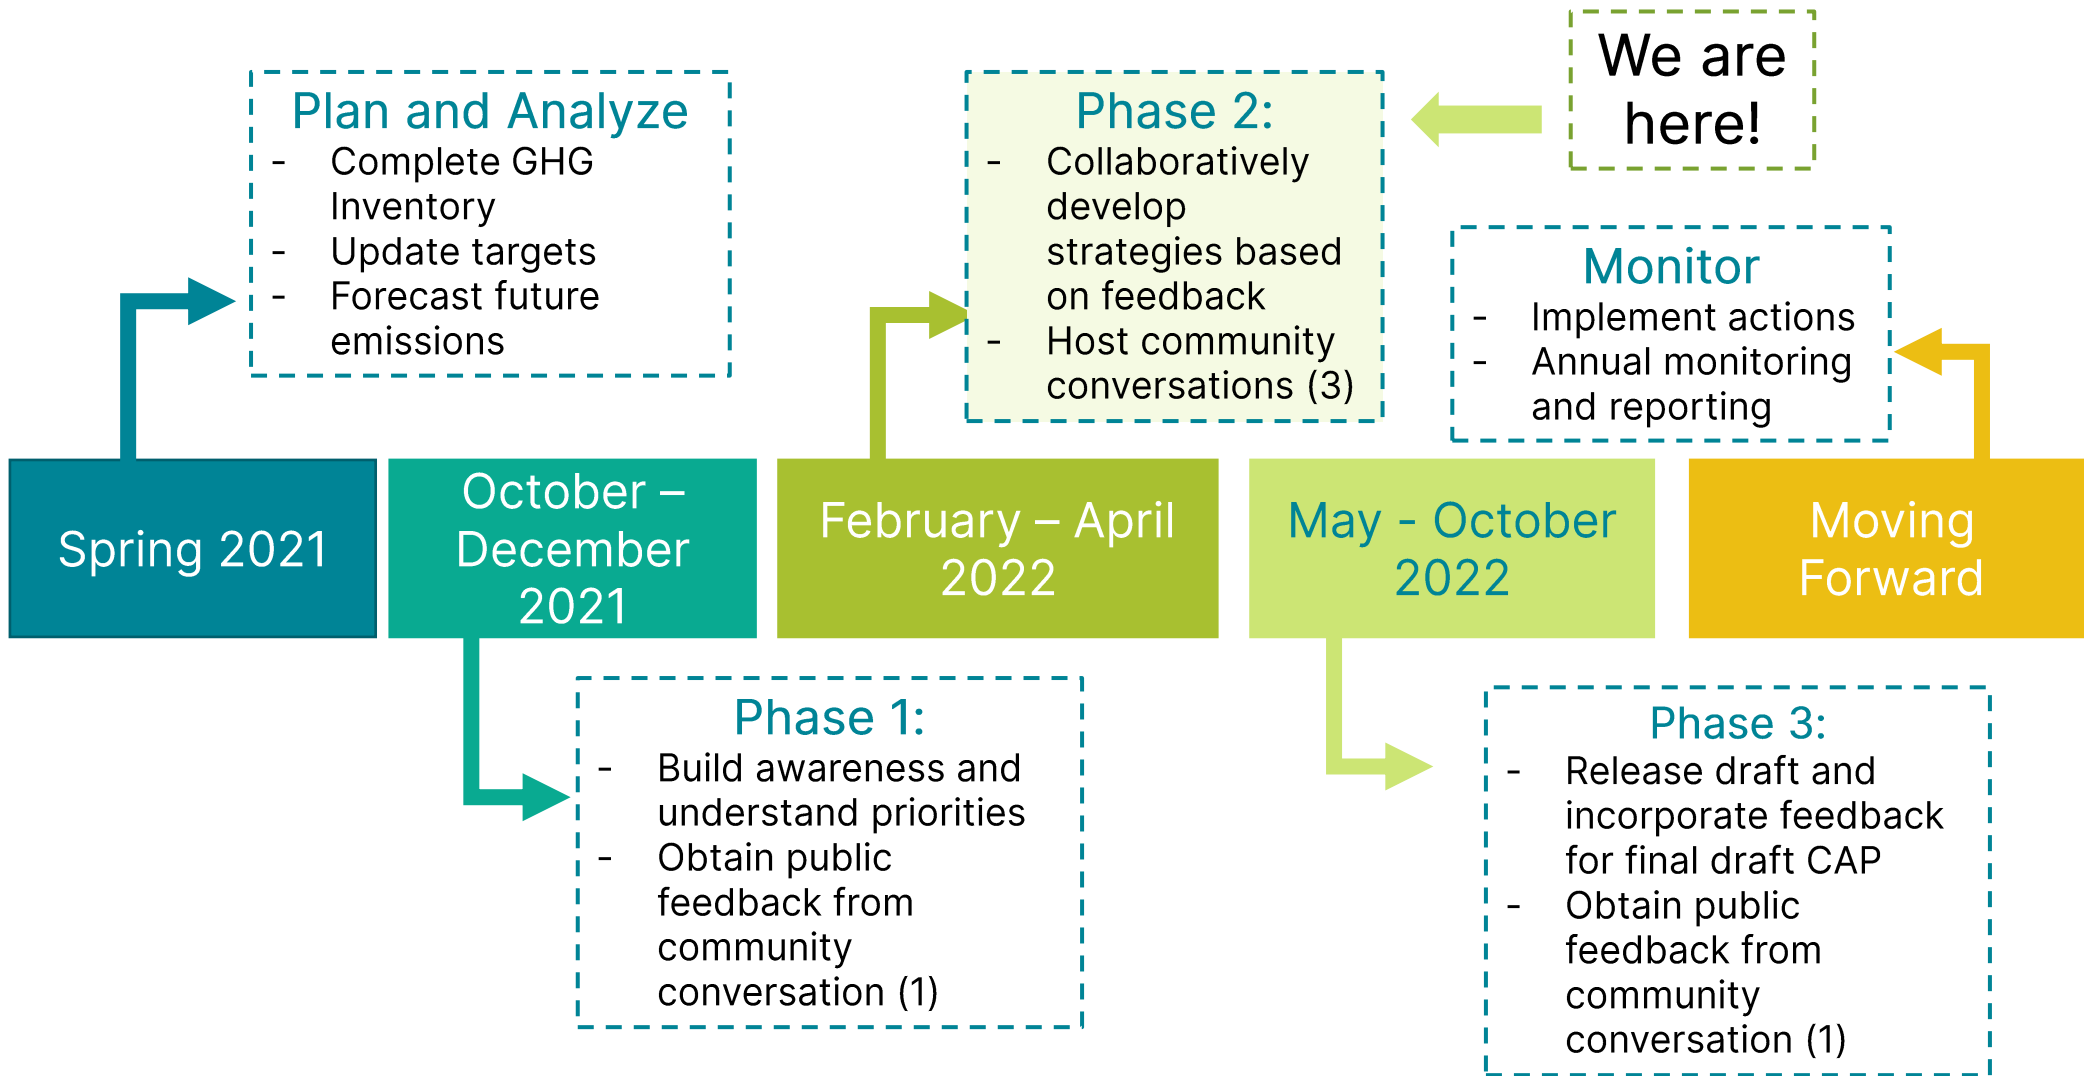 We are
here!
Plan and Analyze
- Complete GHG
Inventory
- Update targets
- Forecast future
emissions
Phase 2:
- Collaboratively
develop
strategies based
on feedback
- Host community
conversations (3)
Monitor
- Implement actions
- Annual monitoring
and reporting
Spring 2021
October –
December
2021
February – April
2022
May - October
2022
Moving
Forward
Phase 1:
- Build awareness and
understand priorities
- Obtain public
feedback from
community
conversation (1)
Phase 3:
- Release draft and
incorporate feedback
for final draft CAP
- Obtain public
feedback from
community
conversation (1)